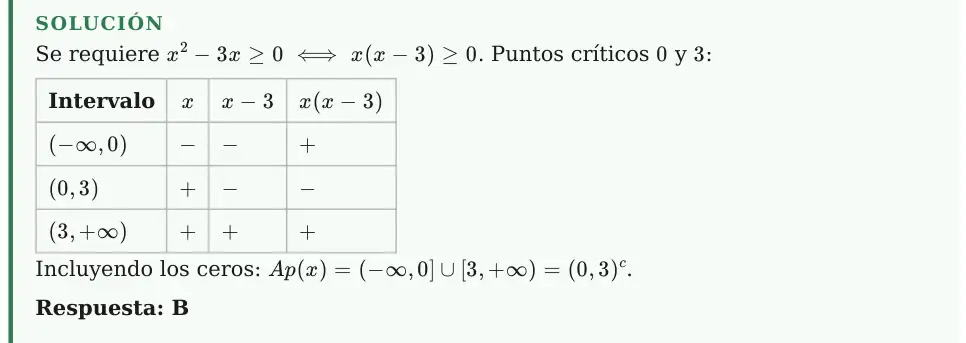 SOLUCIÓN
Se requiere x² − 3x ≥ 0 ⟺ x(x − 3) ≥ 0. Puntos críticos 0 y 3:
Intervalo x x − 3 x(x − 3)
(−∞, 0) − − +
(0, 3) + − −
(3, +∞) + + +
Incluyendo los ceros: Ap(x) = (−∞, 0] ∪ [3, +∞) = (0, 3)ᶜ.
Respuesta: B